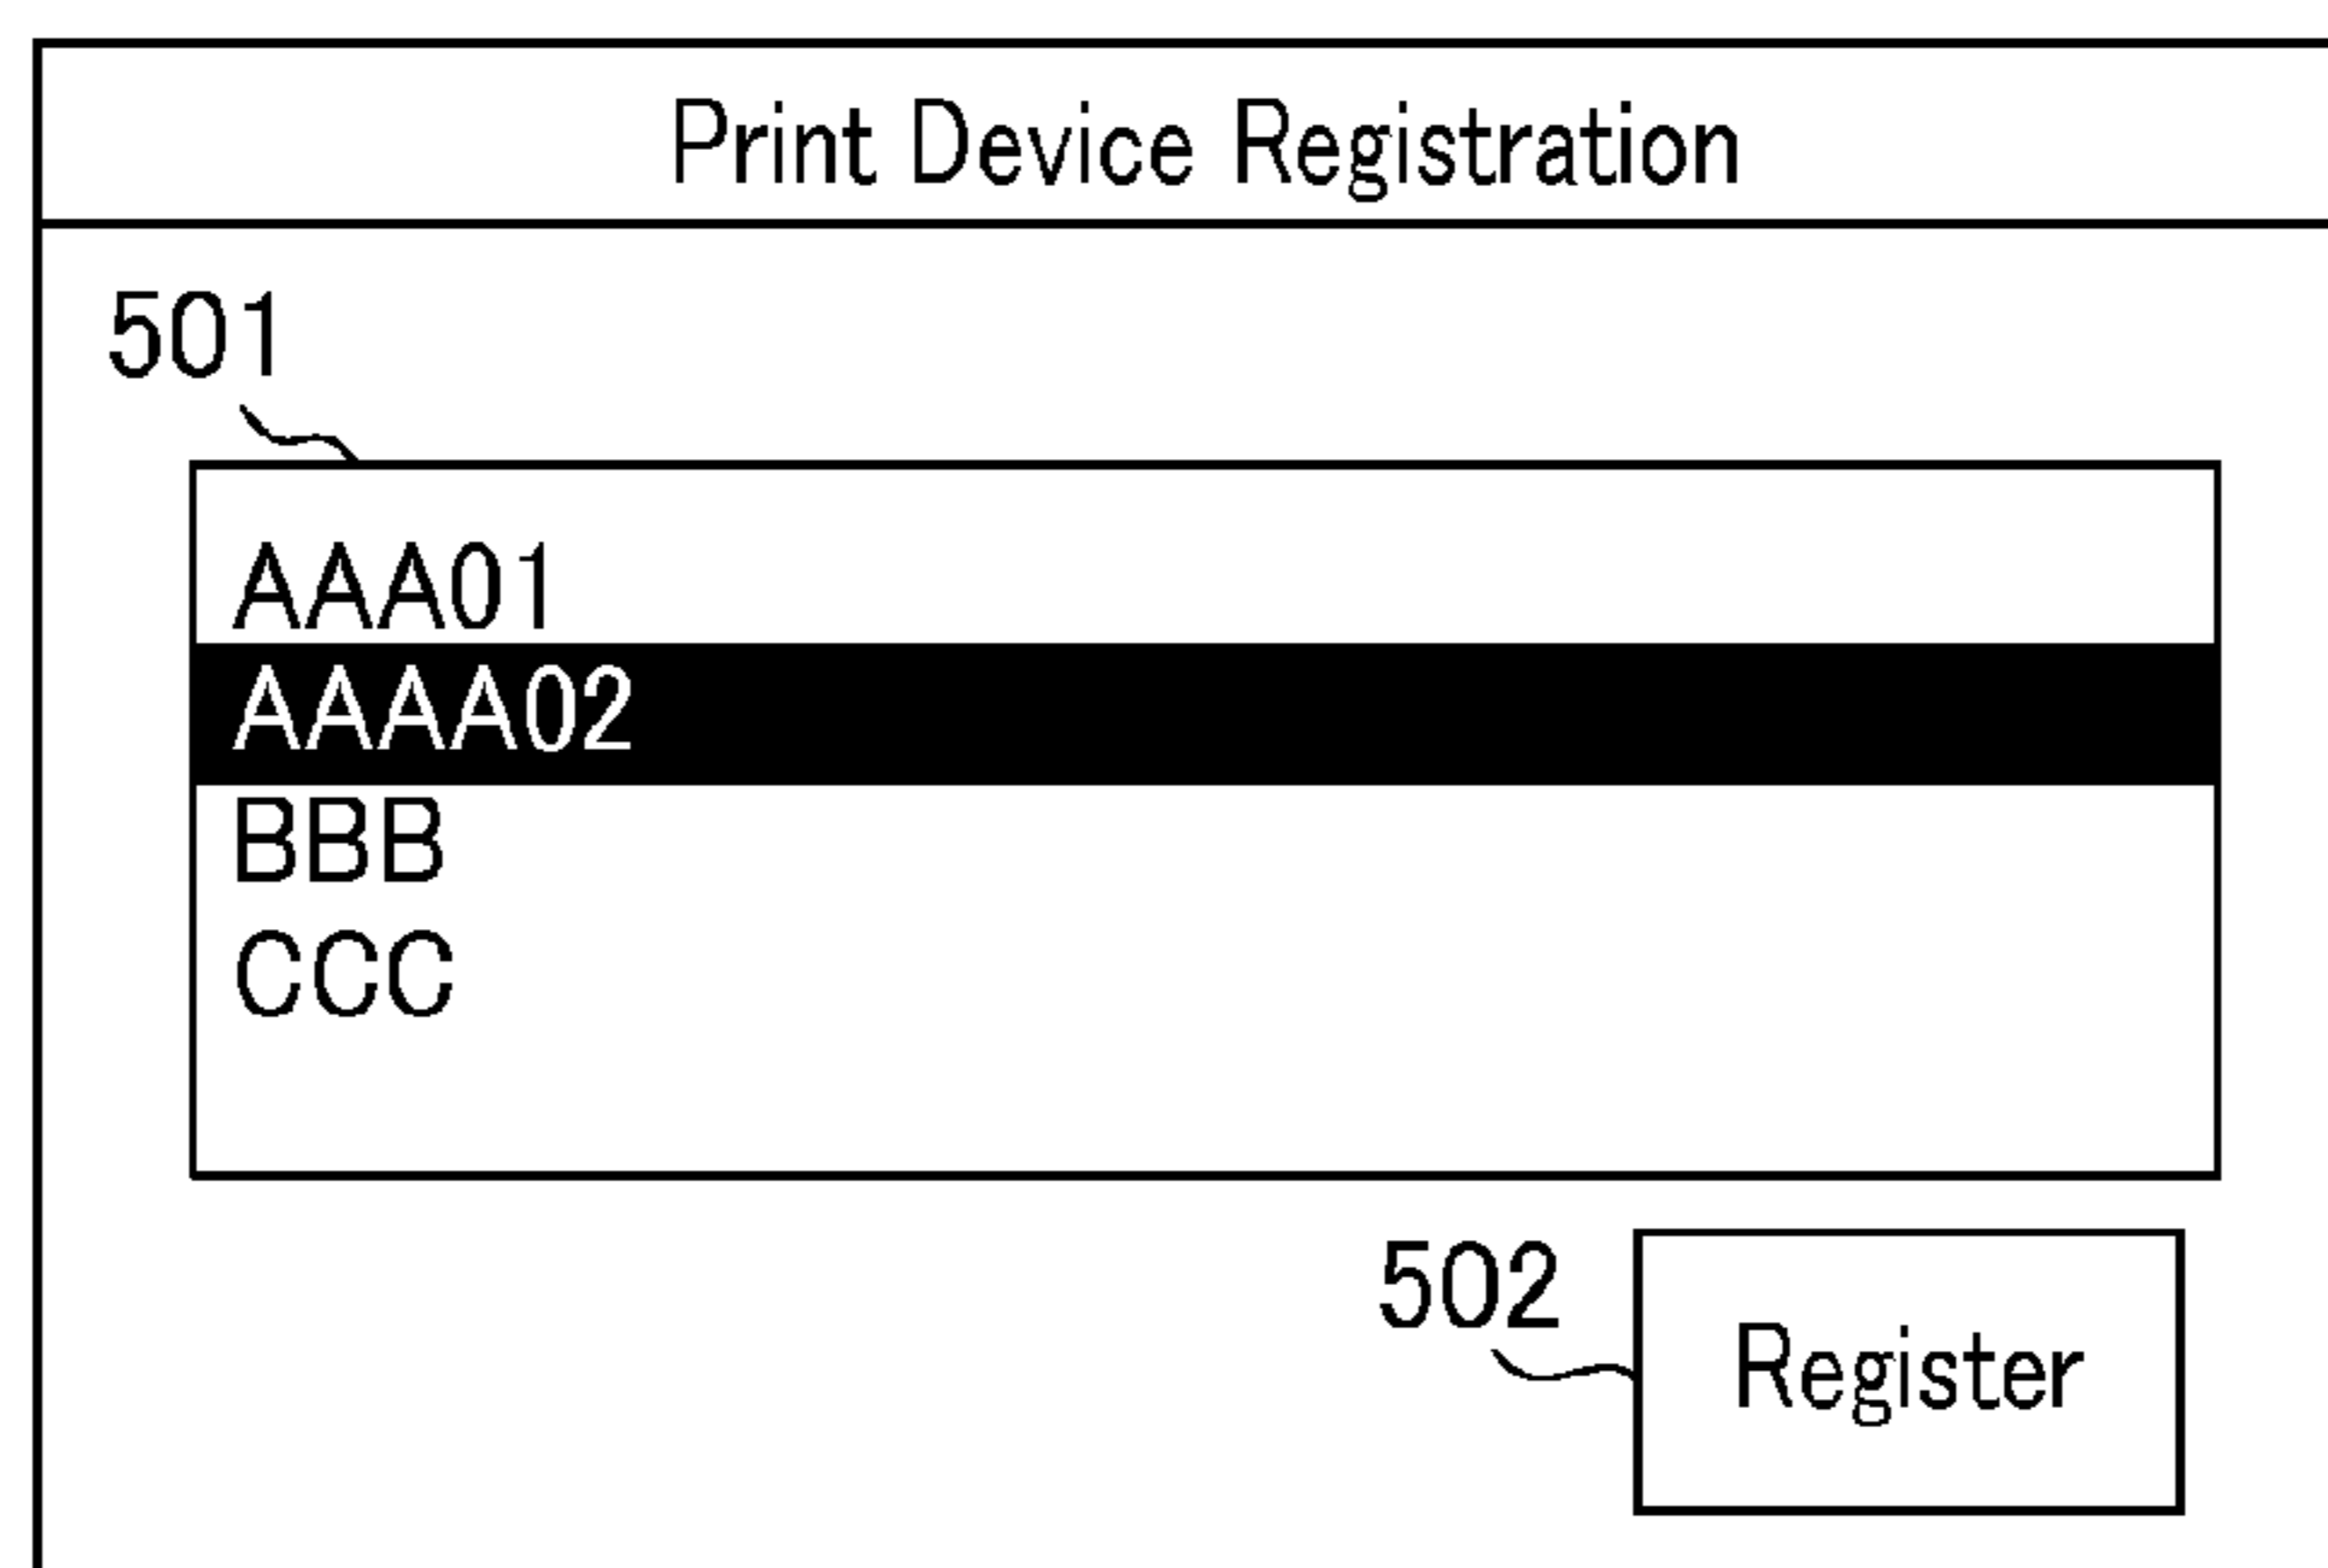 Print Device Registration
501
AAA01
AAAA02
BBB
CCC
502
Register